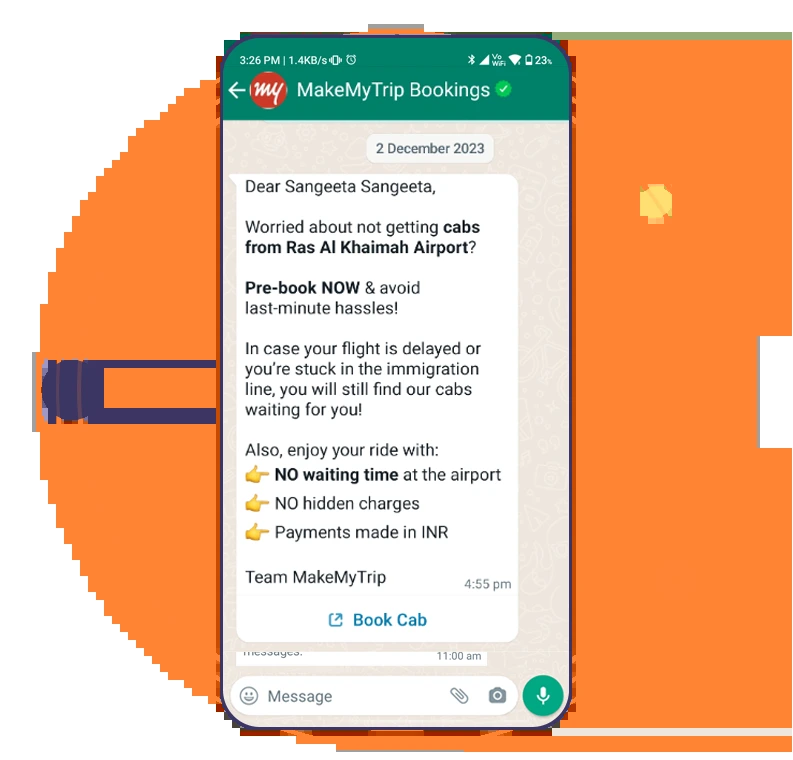 3:26 PM | 1.4KB/s
Vo WiFi 23%
my MakeMyTrip Bookings
2 December 2023
Dear Sangeeta Sangeeta,
Worried about not getting cabs
from Ras Al Khaimah Airport?
Pre-book NOW & avoid
last-minute hassles!
In case your flight is delayed or
you're stuck in the immigration
line, you will still find our cabs
waiting for you!
Also, enjoy your ride with:
👉 NO waiting time at the airport
👉 NO hidden charges
👉 Payments made in INR
Team MakeMyTrip
4:55 pm
Book Cab
messages.
11:00 am
Message